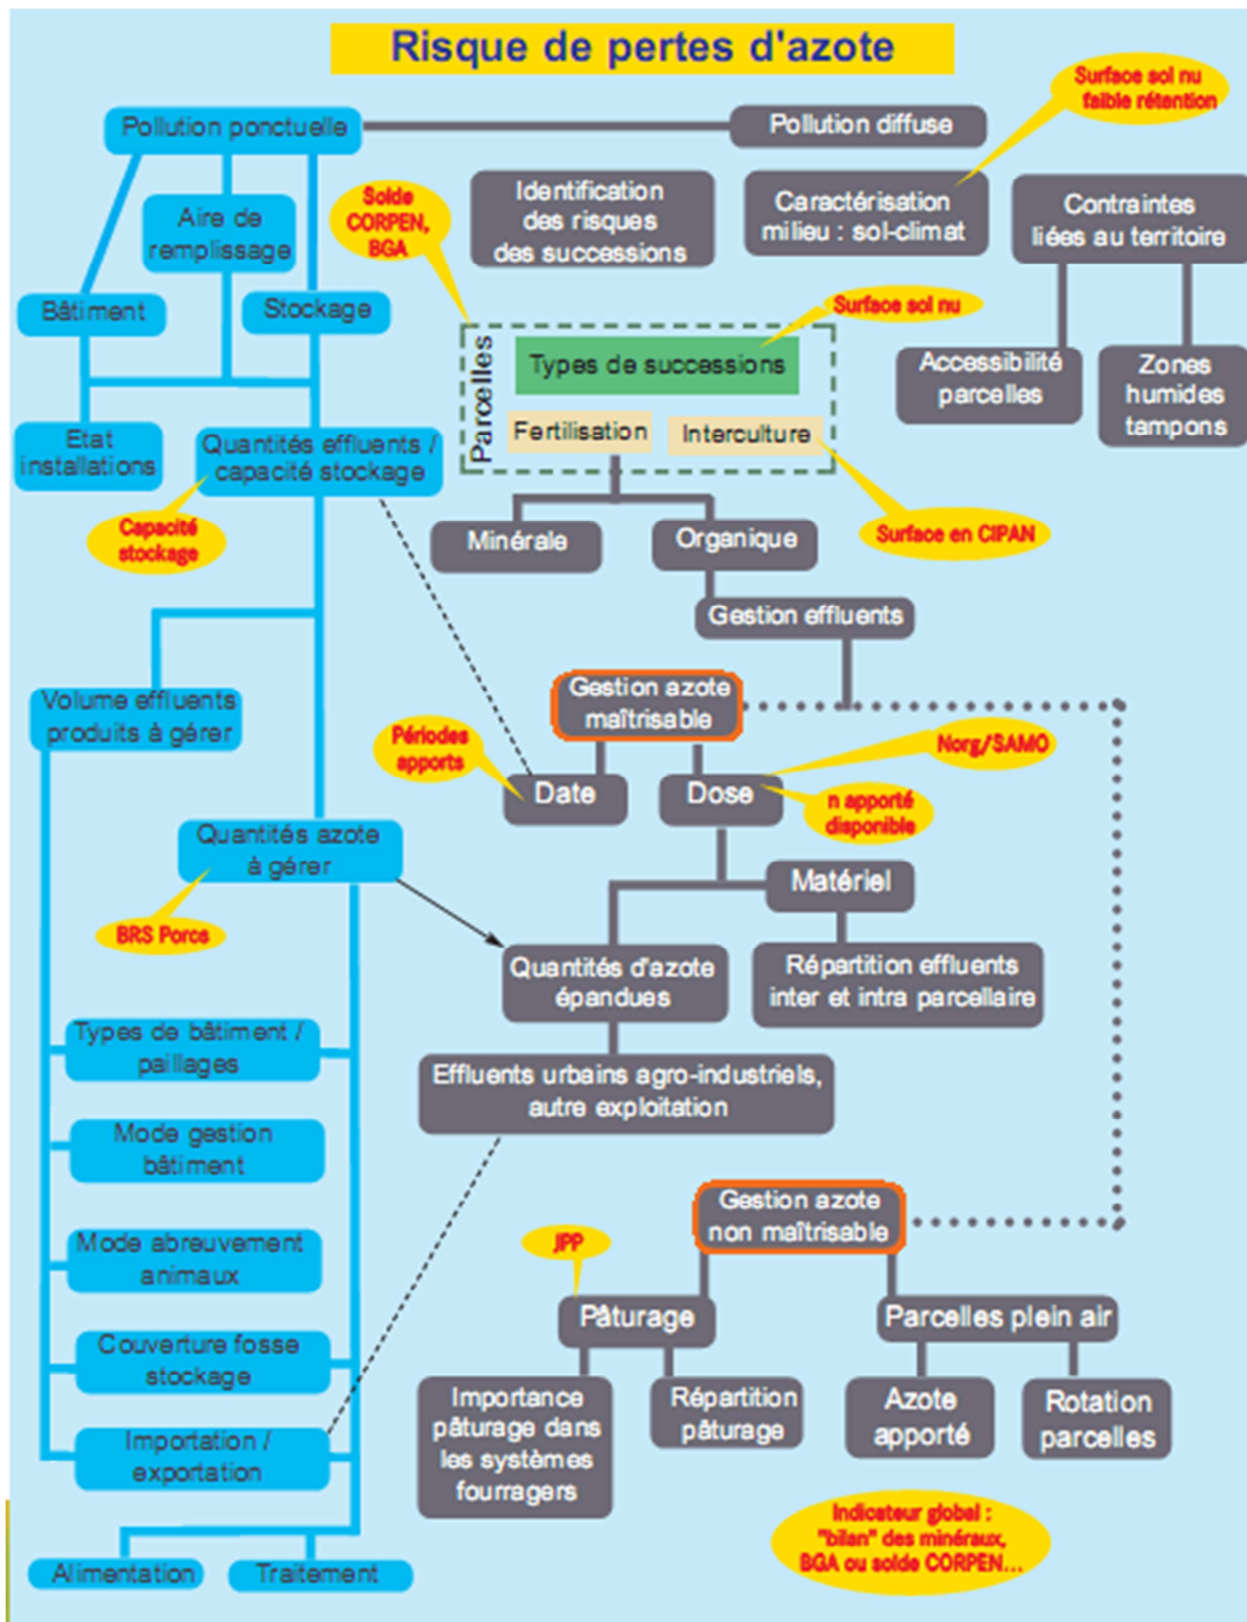 Risque de pertes d'azote
Surface sol nu
faible rétention
Pollution ponctuelle
Pollution diffuse
Aire de
remplissage
Solde
CORPEN,
BGA
Identification
des risques
des successions
Caractérisation
milieu : sol-climat
Contraintes
liées au territoire
Bâtiment
Stockage
Surface sol nu
Parcelles
Types de successions
Accessibilité
parcelles
Zones
humides
tampons
Etat
installations
Quantités effluents /
capacité stockage
Fertilisation
Interculture
Capacité
stockage
Minérale
Organique
Surface en CIPAN
Gestion effluents
Volume effluents
produits à gérer
Gestion azote
maîtrisable
Périodes
apports
Norg/SAMO
Date
Dose
n apporté
disponible
Quantités azote
à gérer
Matériel
BRS Porcs
Quantités d'azote
épandues
Répartition effluents
inter et intra parcellaire
Types de bâtiment /
paillages
Effluents urbains agro-industriels,
autre exploitation
Mode gestion
bâtiment
Gestion azote
non maîtrisable
Mode abreuvement
animaux
JPP
Pâturage
Parcelles plein air
Couverture fosse
stockage
Importance
pâturage dans
les systèmes
fourragers
Répartition
pâturage
Azote
apporté
Rotation
parcelles
Importation /
exportation
Indicateur global :
"bilan" des minéraux,
BGA ou solde CORPEN...
Alimentation
Traitement